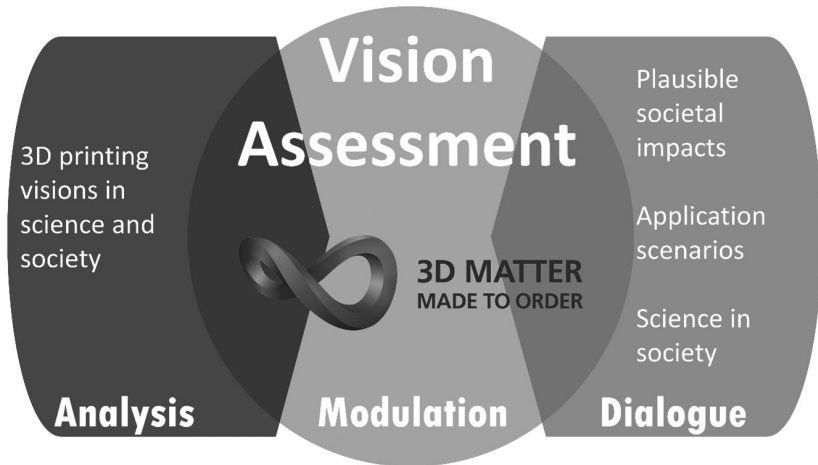 Vision
Assessment
3D printing
visions in
science and
society
3D MATTER
MADE TO ORDER
Plausible
societal
impacts
Application
scenarios
Science in
society
Analysis
Modulation
Dialogue